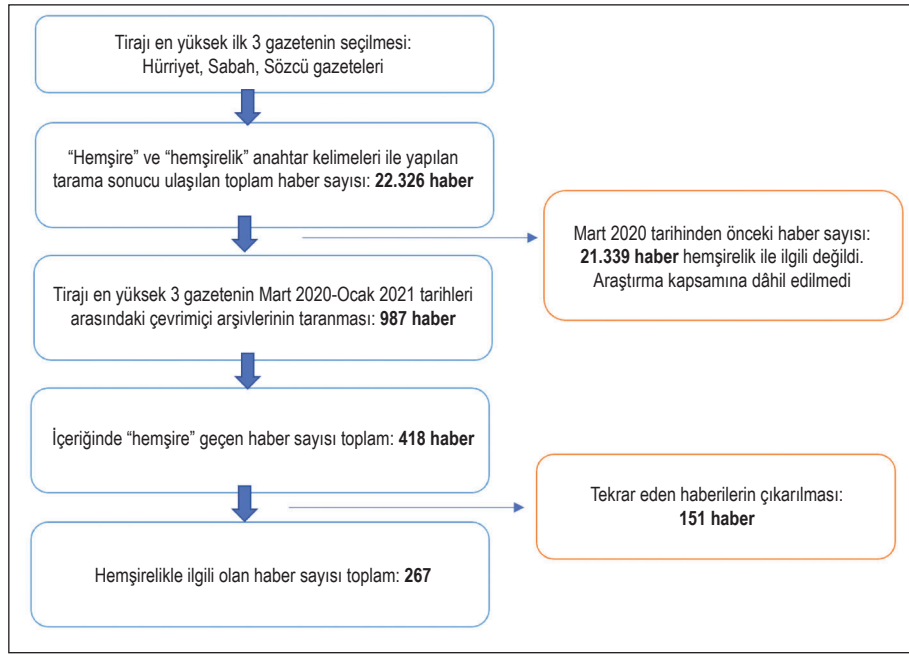 Tirajı en yüksek ilk 3 gazetenin seçilmesi:
Hürriyet, Sabah, Sözcü gazeteleri
“Hemşire” ve “hemşirelik” anahtar kelimeleri ile yapılan
tarama sonucu ulaşılan toplam haber sayısı: 22.326 haber
Mart 2020 tarihinden önceki haber sayısı:
21.339 haber hemşirelik ile ilgili değildi.
Araştırma kapsamına dâhil edilmedi
Tirajı en yüksek 3 gazetenin Mart 2020-Ocak 2021 tarihleri
arasındaki çevrimiçi arşivlerinin taranması: 987 haber
İçeriğinde “hemşire” geçen haber sayısı toplam: 418 haber
Tekrar eden haberilerin çıkarılması:
151 haber
Hemşirelikle ilgili olan haber sayısı toplam: 267